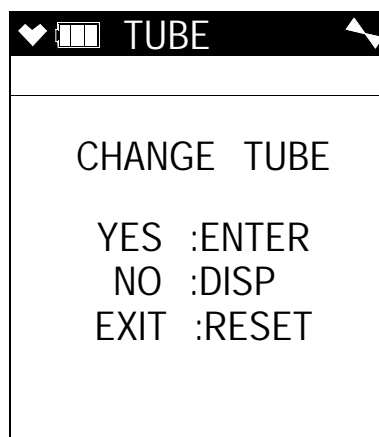 TUBE
CHANGE TUBE
YES :ENTER
NO :DISP
EXIT :RESET